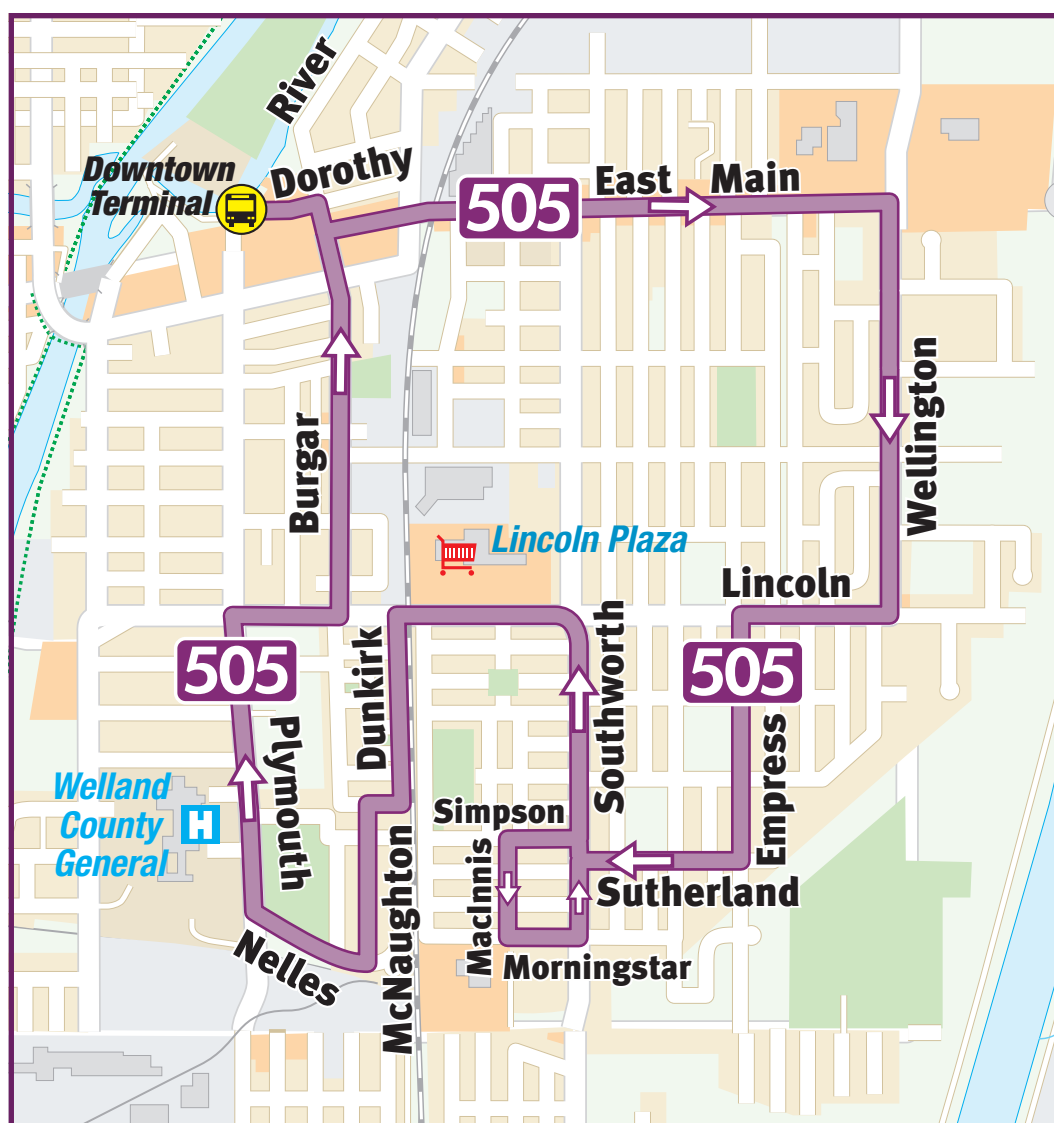 River
Dorothy
Downtown
Terminal
505
East Main
Wellington
Burgar
Lincoln Plaza
Lincoln
505
505
Dunkirk
Southworth
Empress
Plymouth
Welland
County
General
H
Simpson
MacInnis
Sutherland
McNaughton
Morningstar
Nelles